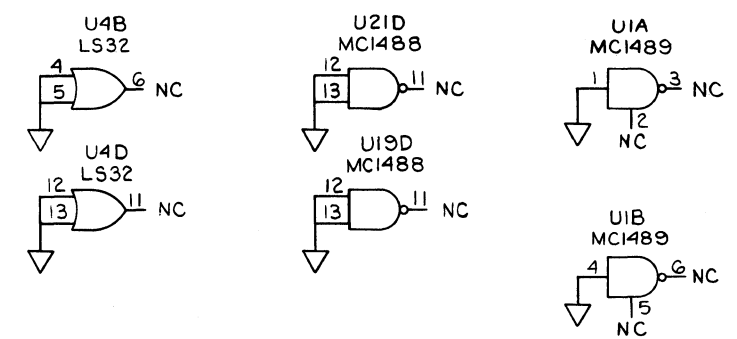 U4B
LS32
4
5
6 NC
U4D
LS32
12
13
11 NC
U21D
MC1488
12
13
11 NC
U19D
MC1488
12
13
11 NC
U1A
MC1489
1
3 NC
2
NC
U1B
MC1489
4
6 NC
5
NC